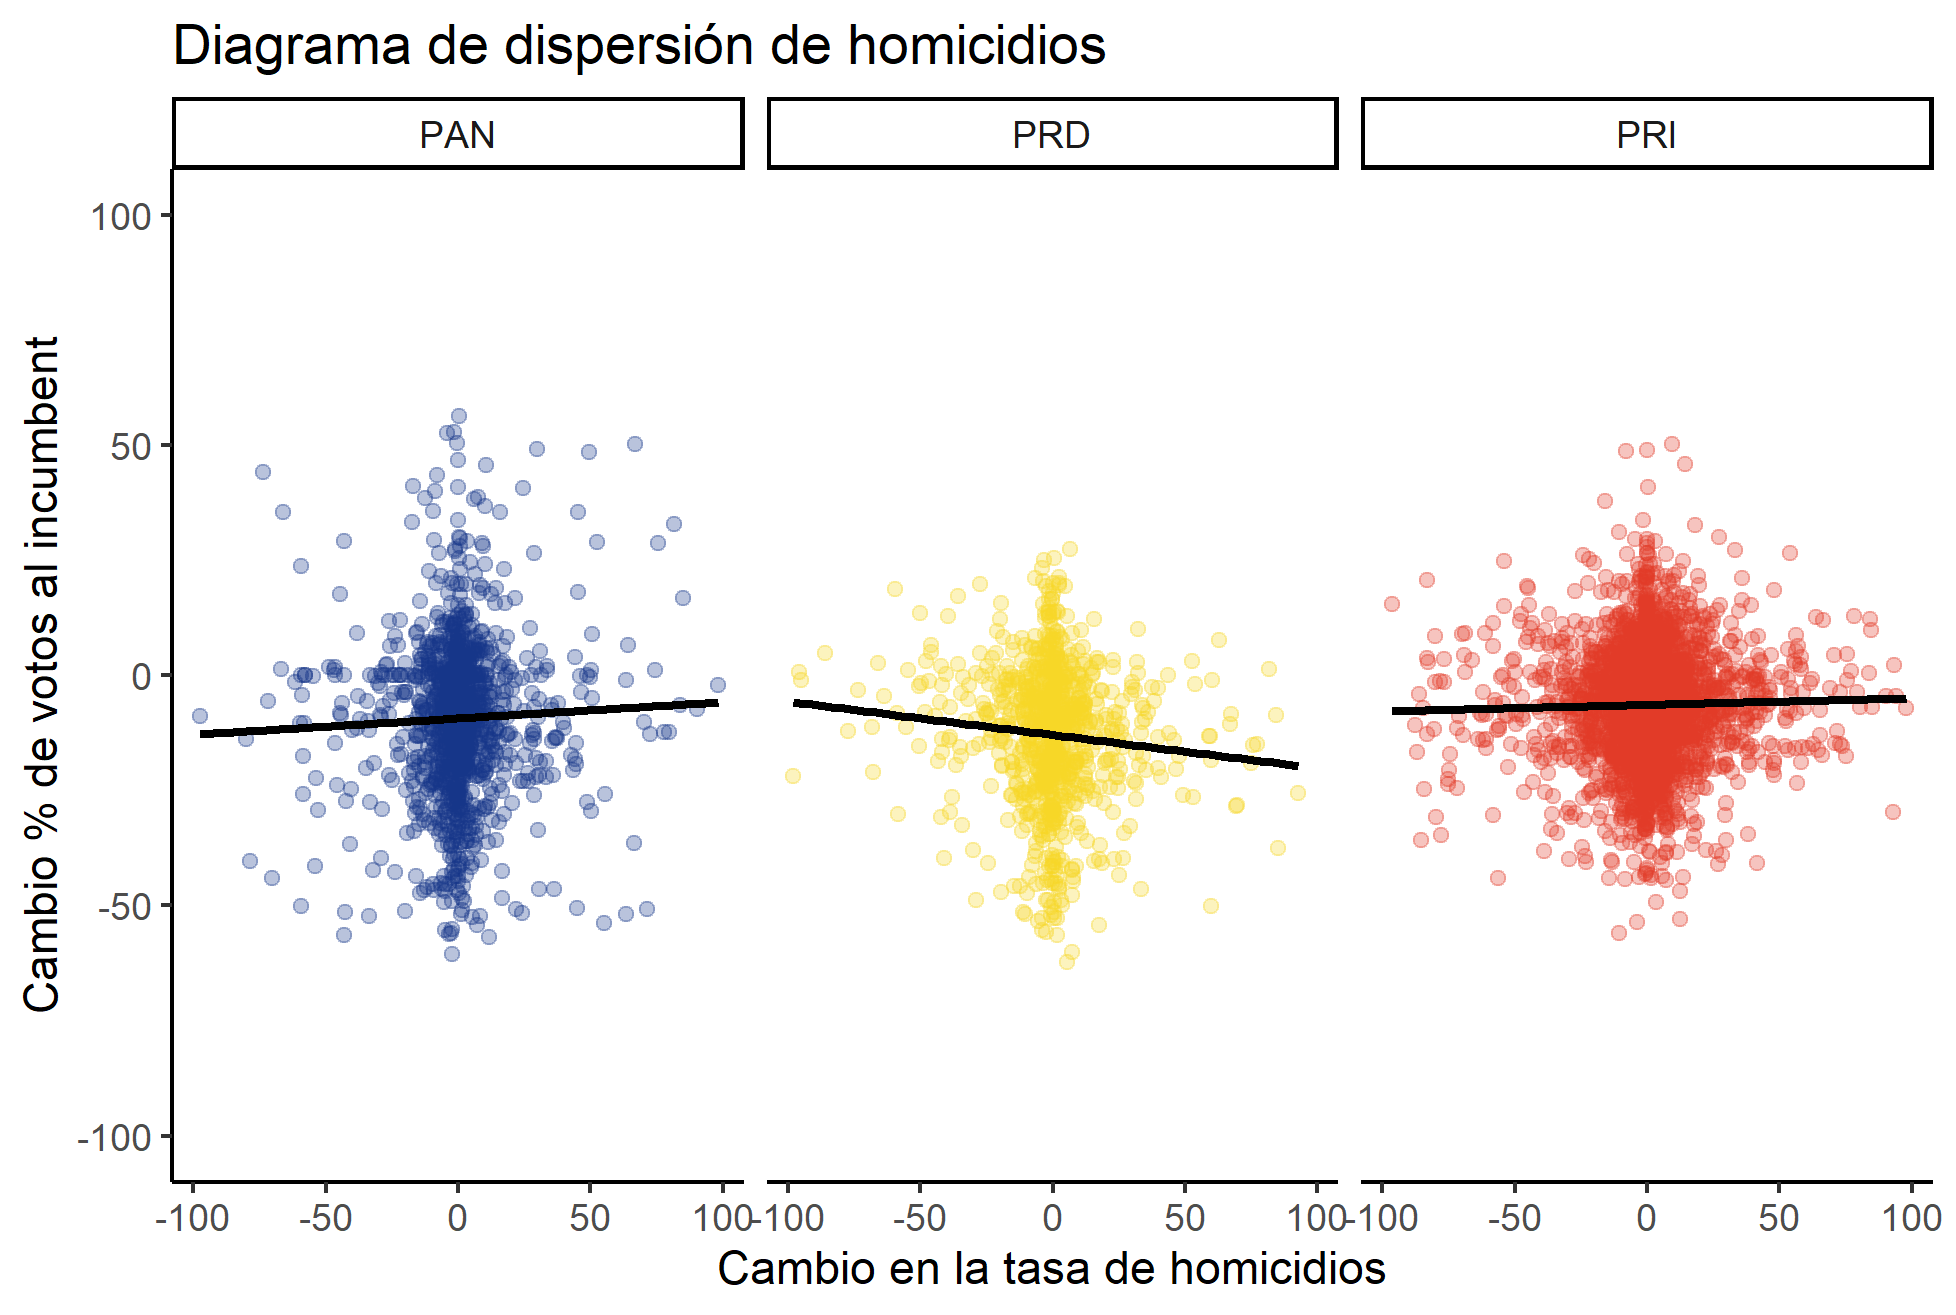 Diagrama de dispersión de homicidios
PAN PRD PRI
Cambio % de votos al incumbent
100
50
0
-50
-100
-100 -50 0 50 100 -100 -50 0 50 100 -100 -50 0 50 100
Cambio en la tasa de homicidios